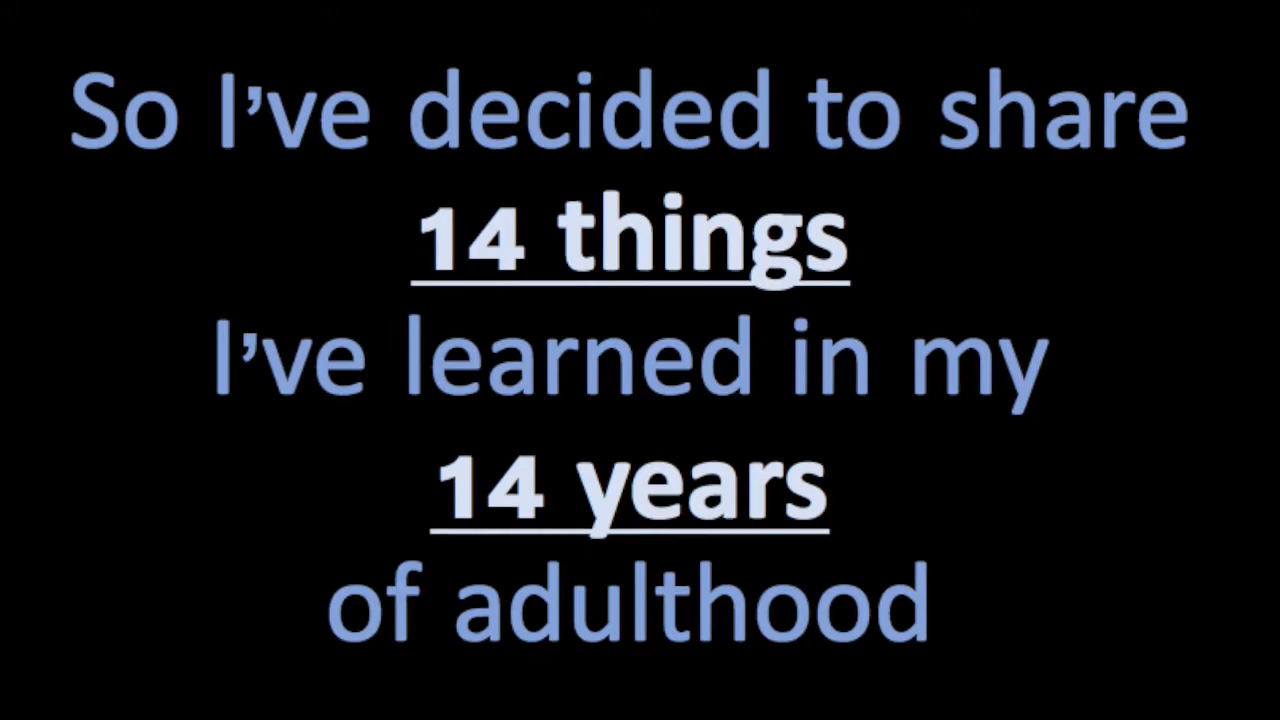 So I’ve decided to share
14 things
I’ve learned in my
14 years
of adulthood